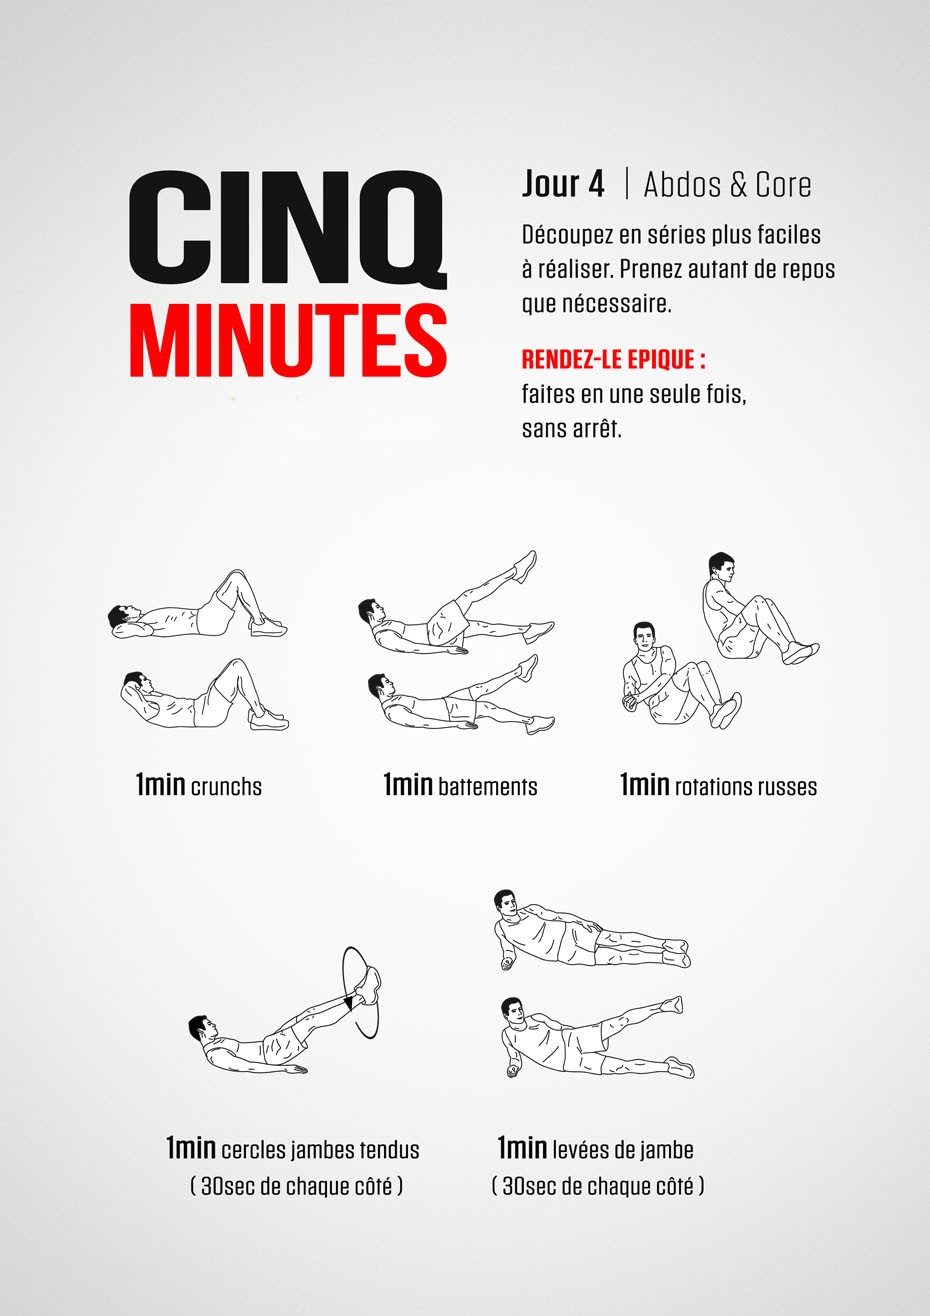 CINQ
MINUTES
Jour 4 | Abdos & Core
Découpez en séries plus faciles
à réaliser. Prenez autant de repos
que nécessaire.
RENDEZ-LE EPIQUE :
faites en une seule fois,
sans arrêt.
1min crunchs
1min battements
1min rotations russes
1min cercles jambes tendus
( 30sec de chaque côté )
1min levées de jambe
( 30sec de chaque côté )